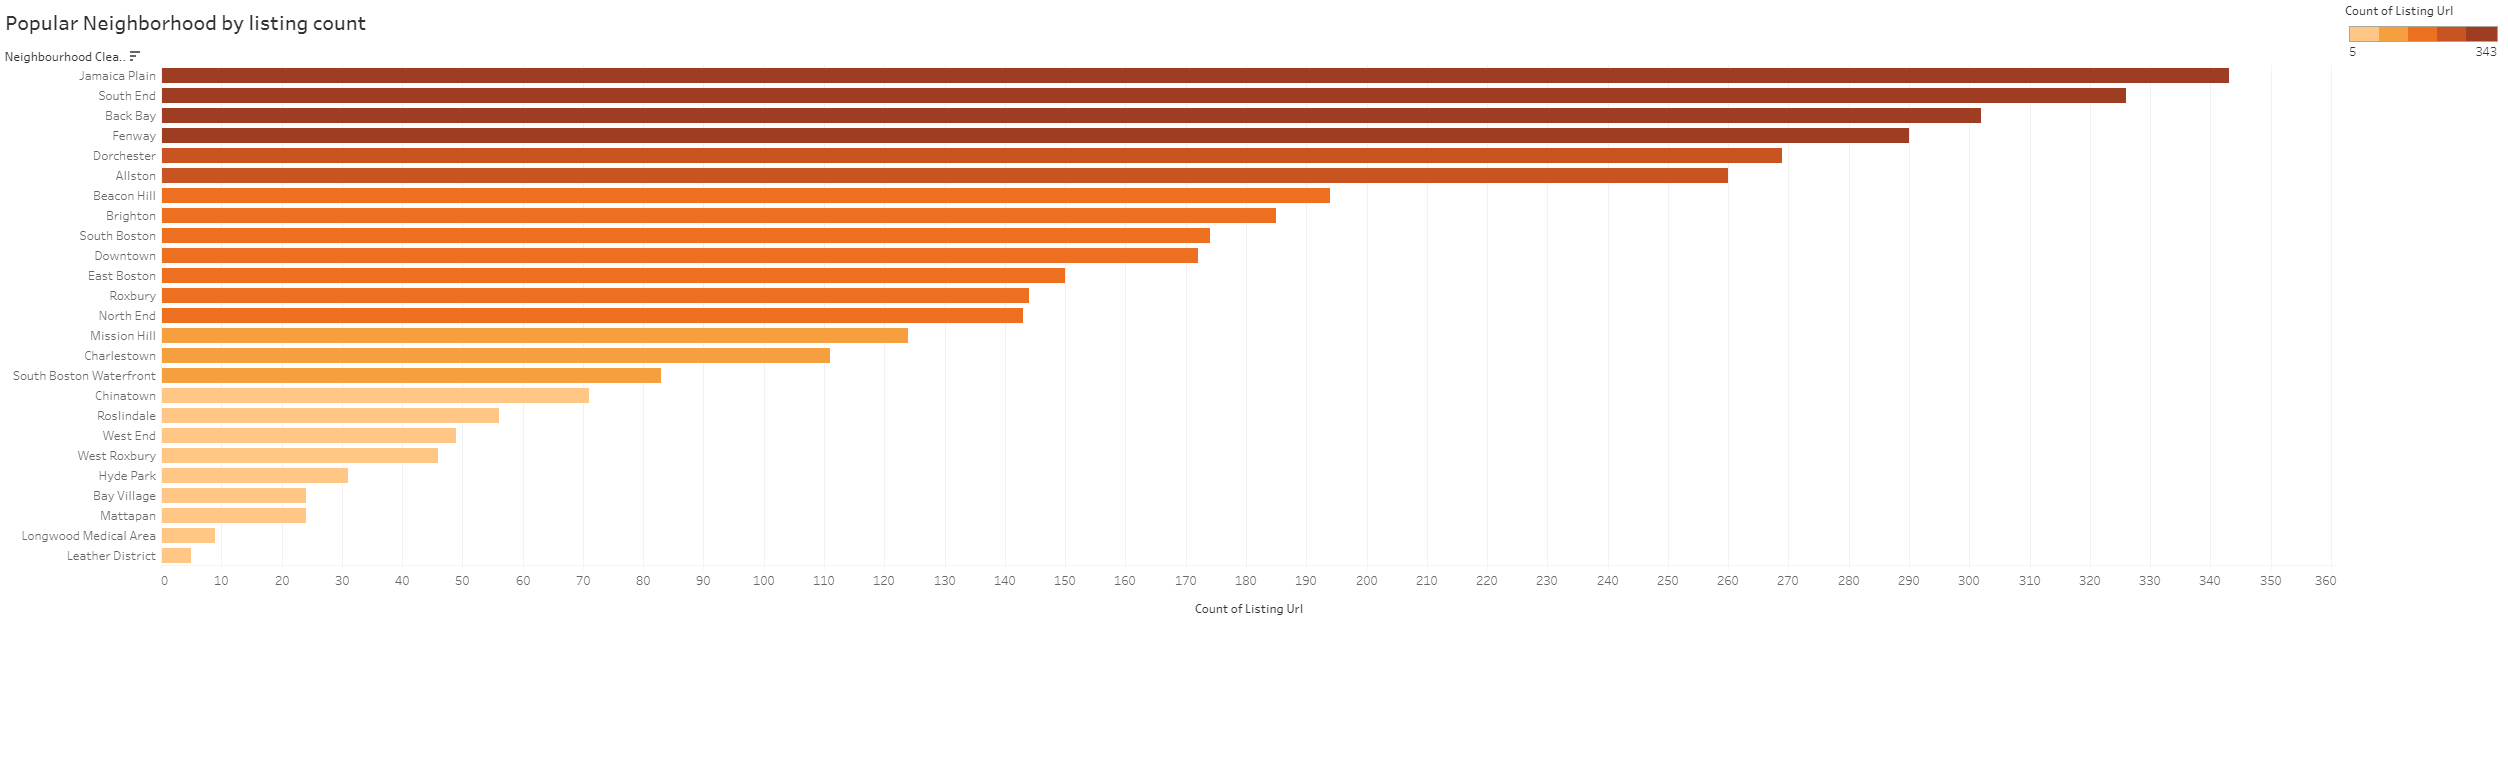 Popular Neighborhood by listing count
Count of Listing Url
5 343
Neighbourhood Clea..
Jamaica Plain
South End
Back Bay
Fenway
Dorchester
Allston
Beacon Hill
Brighton
South Boston
Downtown
East Boston
Roxbury
North End
Mission Hill
Charlestown
South Boston Waterfront
Chinatown
Roslindale
West End
West Roxbury
Hyde Park
Bay Village
Mattapan
Longwood Medical Area
Leather District
0 10 20 30 40 50 60 70 80 90 100 110 120 130 140 150 160 170 180 190 200 210 220 230 240 250 260 270 280 290 300 310 320 330 340 350 360
Count of Listing Url